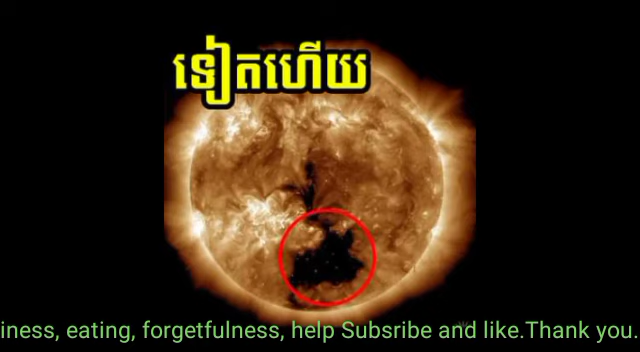 ទៀតហើយ
iness, eating, forgetfulness, help Subsribe and like.Thank you.